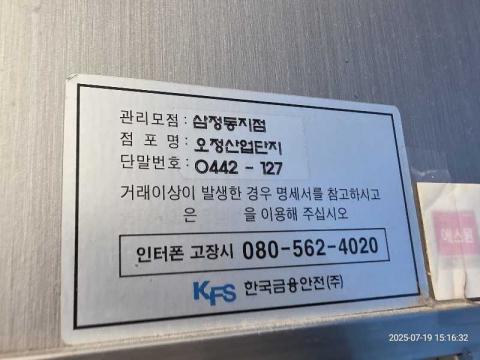 관리모점 : 삼정동지점
점 포 명 : 오정산업단지
단말번호 : 0442 - 127
거래이상이 발생한 경우 명세서를 참고하시고
은 을 이용해 주십시오
인터폰 고장시 080-562-4020
KFS 한국금융안전(주)
에스원
2025-07-19 15:16:32